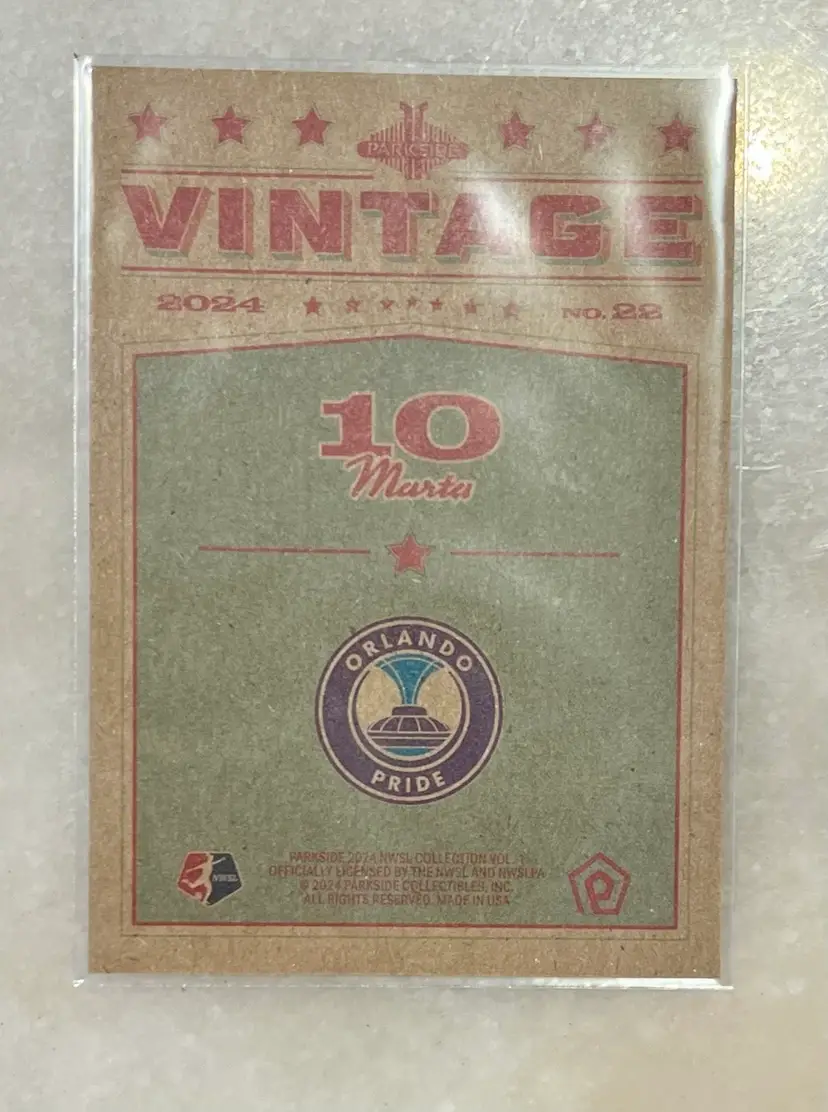 PARKSIDE
VINTAGE
2024 NO. 22
10
Marta
ORLANDO
PRIDE
NWSL
PARKSIDE 2024 NWSL COLLECTION VOL. 1
OFFICIALLY LICENSED BY THE NWSL AND NWSLPA
© 2024 PARKSIDE COLLECTIBLES, INC.
ALL RIGHTS RESERVED. MADE IN USA
P